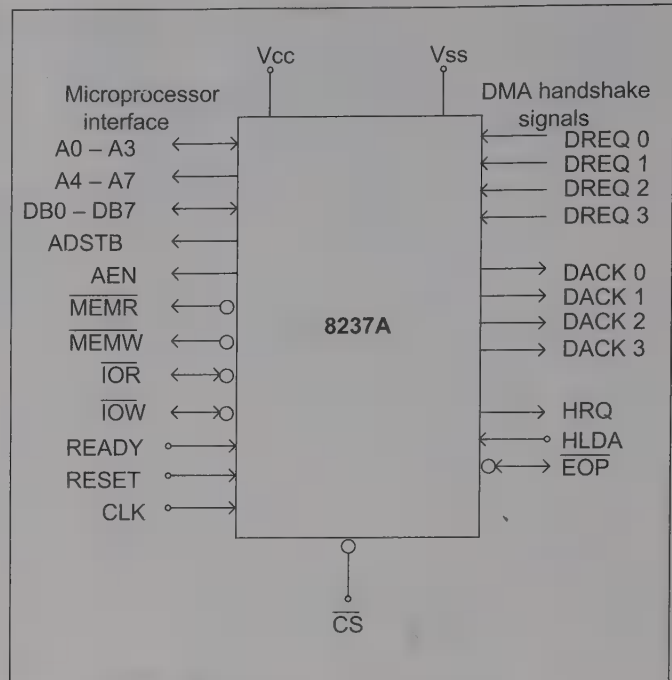 Vcc
Vss
Microprocessor
interface
DMA handshake
signals
A0 – A3
A4 – A7
DB0 – DB7
ADSTB
AEN
MEMR
MEMW
IOR
IOW
READY
RESET
CLK
8237A
DREQ 0
DREQ 1
DREQ 2
DREQ 3
DACK 0
DACK 1
DACK 2
DACK 3
HRQ
HLDA
EOP
CS